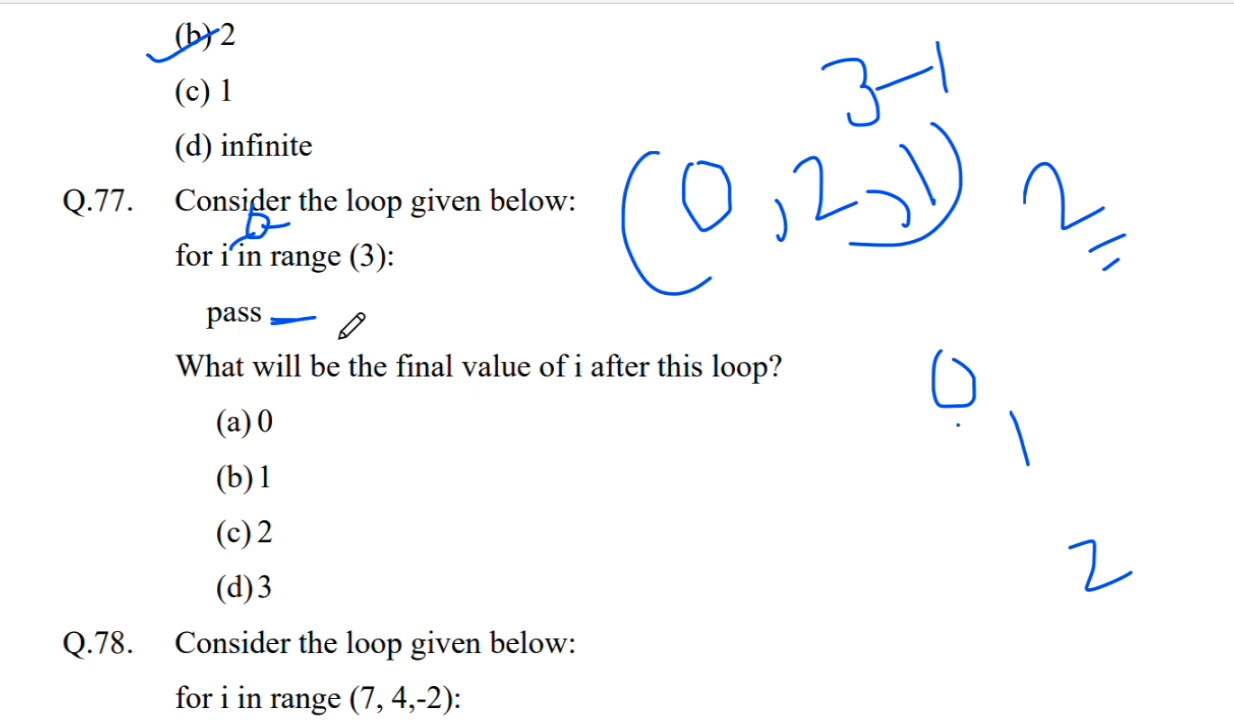 (b) 2
(c) 1
(d) infinite
3-1
(0, 2, 1) 2
Q.77. Consider the loop given below:
for i in range (3):
pass
What will be the final value of i after this loop?
0
1
2
(a) 0
(b) 1
(c) 2
(d) 3
Q.78. Consider the loop given below:
for i in range (7, 4,-2):